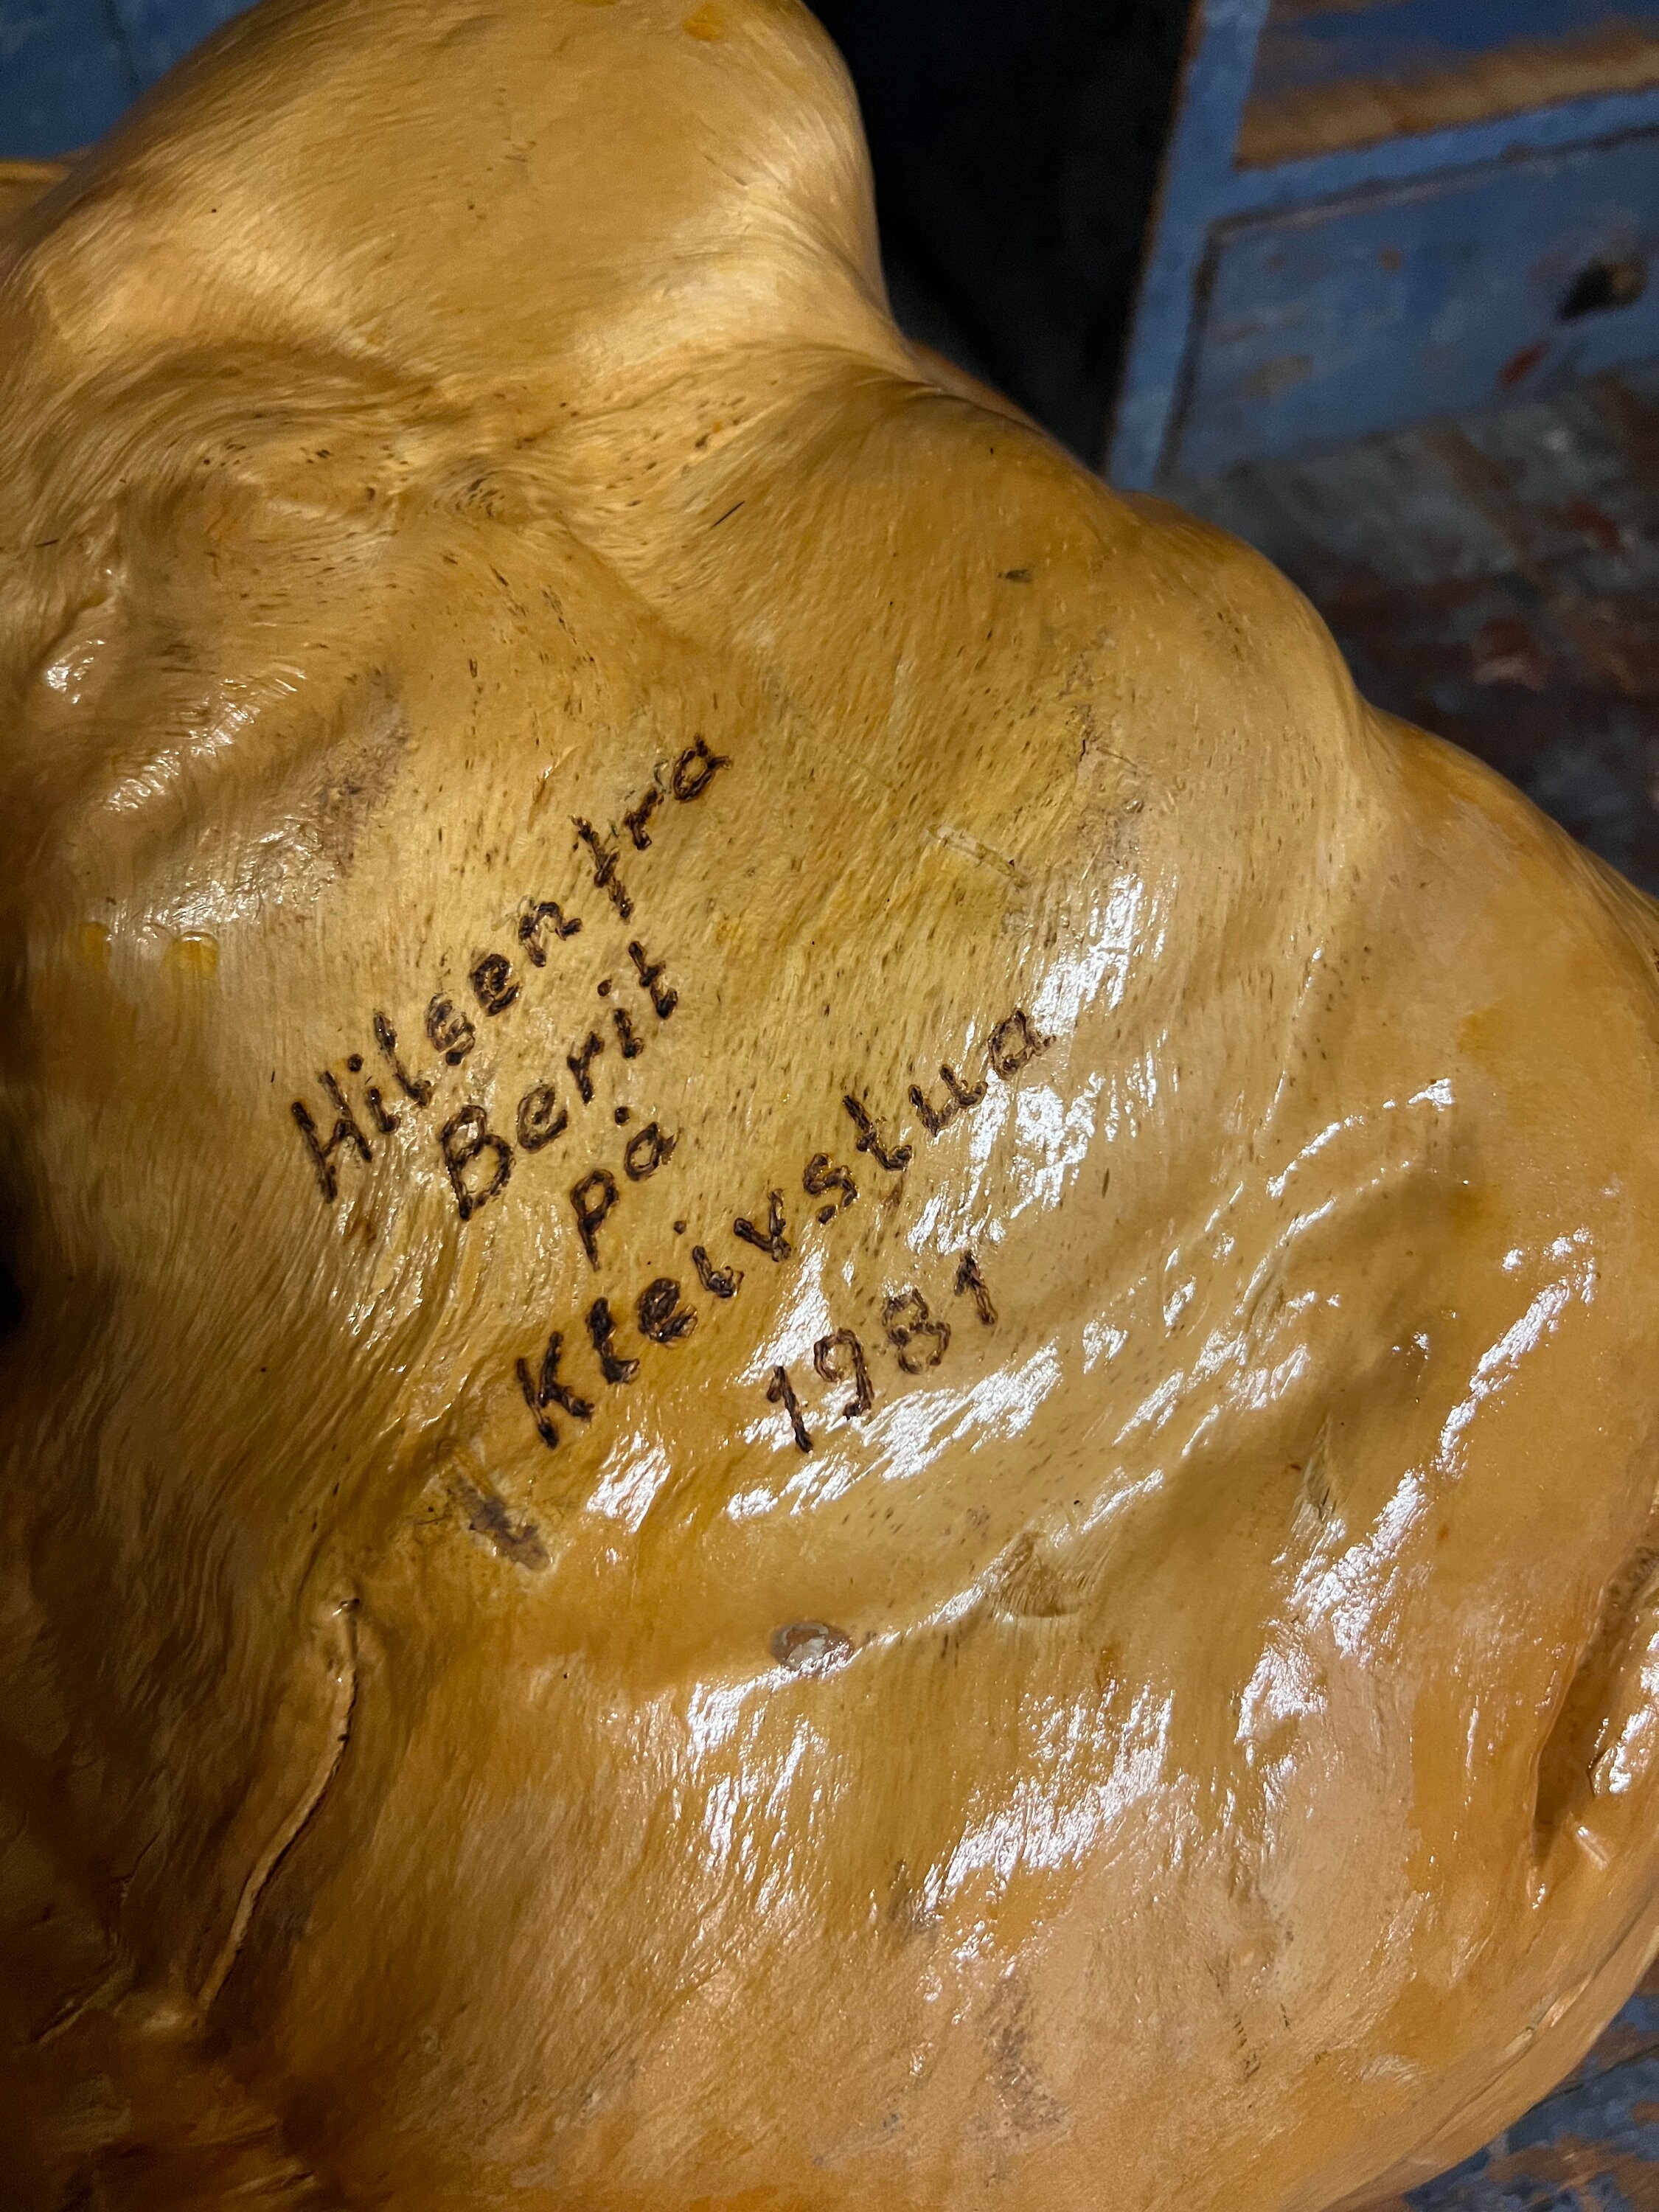 Hilsen fra
Berit
på
Kleivstua
1981